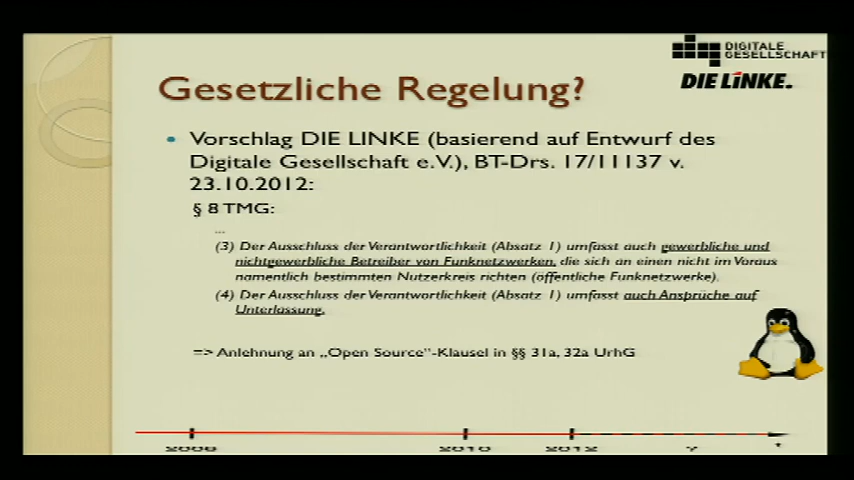 DIGITALE
GESELLSCHAFT
DIE LINKE.
Gesetzliche Regelung?
Vorschlag DIE LINKE (basierend auf Entwurf des
Digitale Gesellschaft e.V.), BT-Drs. 17/11137 v.
23.10.2012:
§ 8 TMG:
...
(3) Der Ausschluss der Verantwortlichkeit (Absatz 1) umfasst auch gewerbliche und
nichtgewerbliche Betreiber von Funknetzwerken, die sich an einen nicht im Voraus
namentlich bestimmten Nutzerkreis richten (öffentliche Funknetzwerke).
(4) Der Ausschluss der Verantwortlichkeit (Absatz 1) umfasst auch Ansprüche auf
Unterlassung.
=> Anlehnung an „Open Source"-Klausel in §§ 31a, 32a UrhG
2010 2012 ?